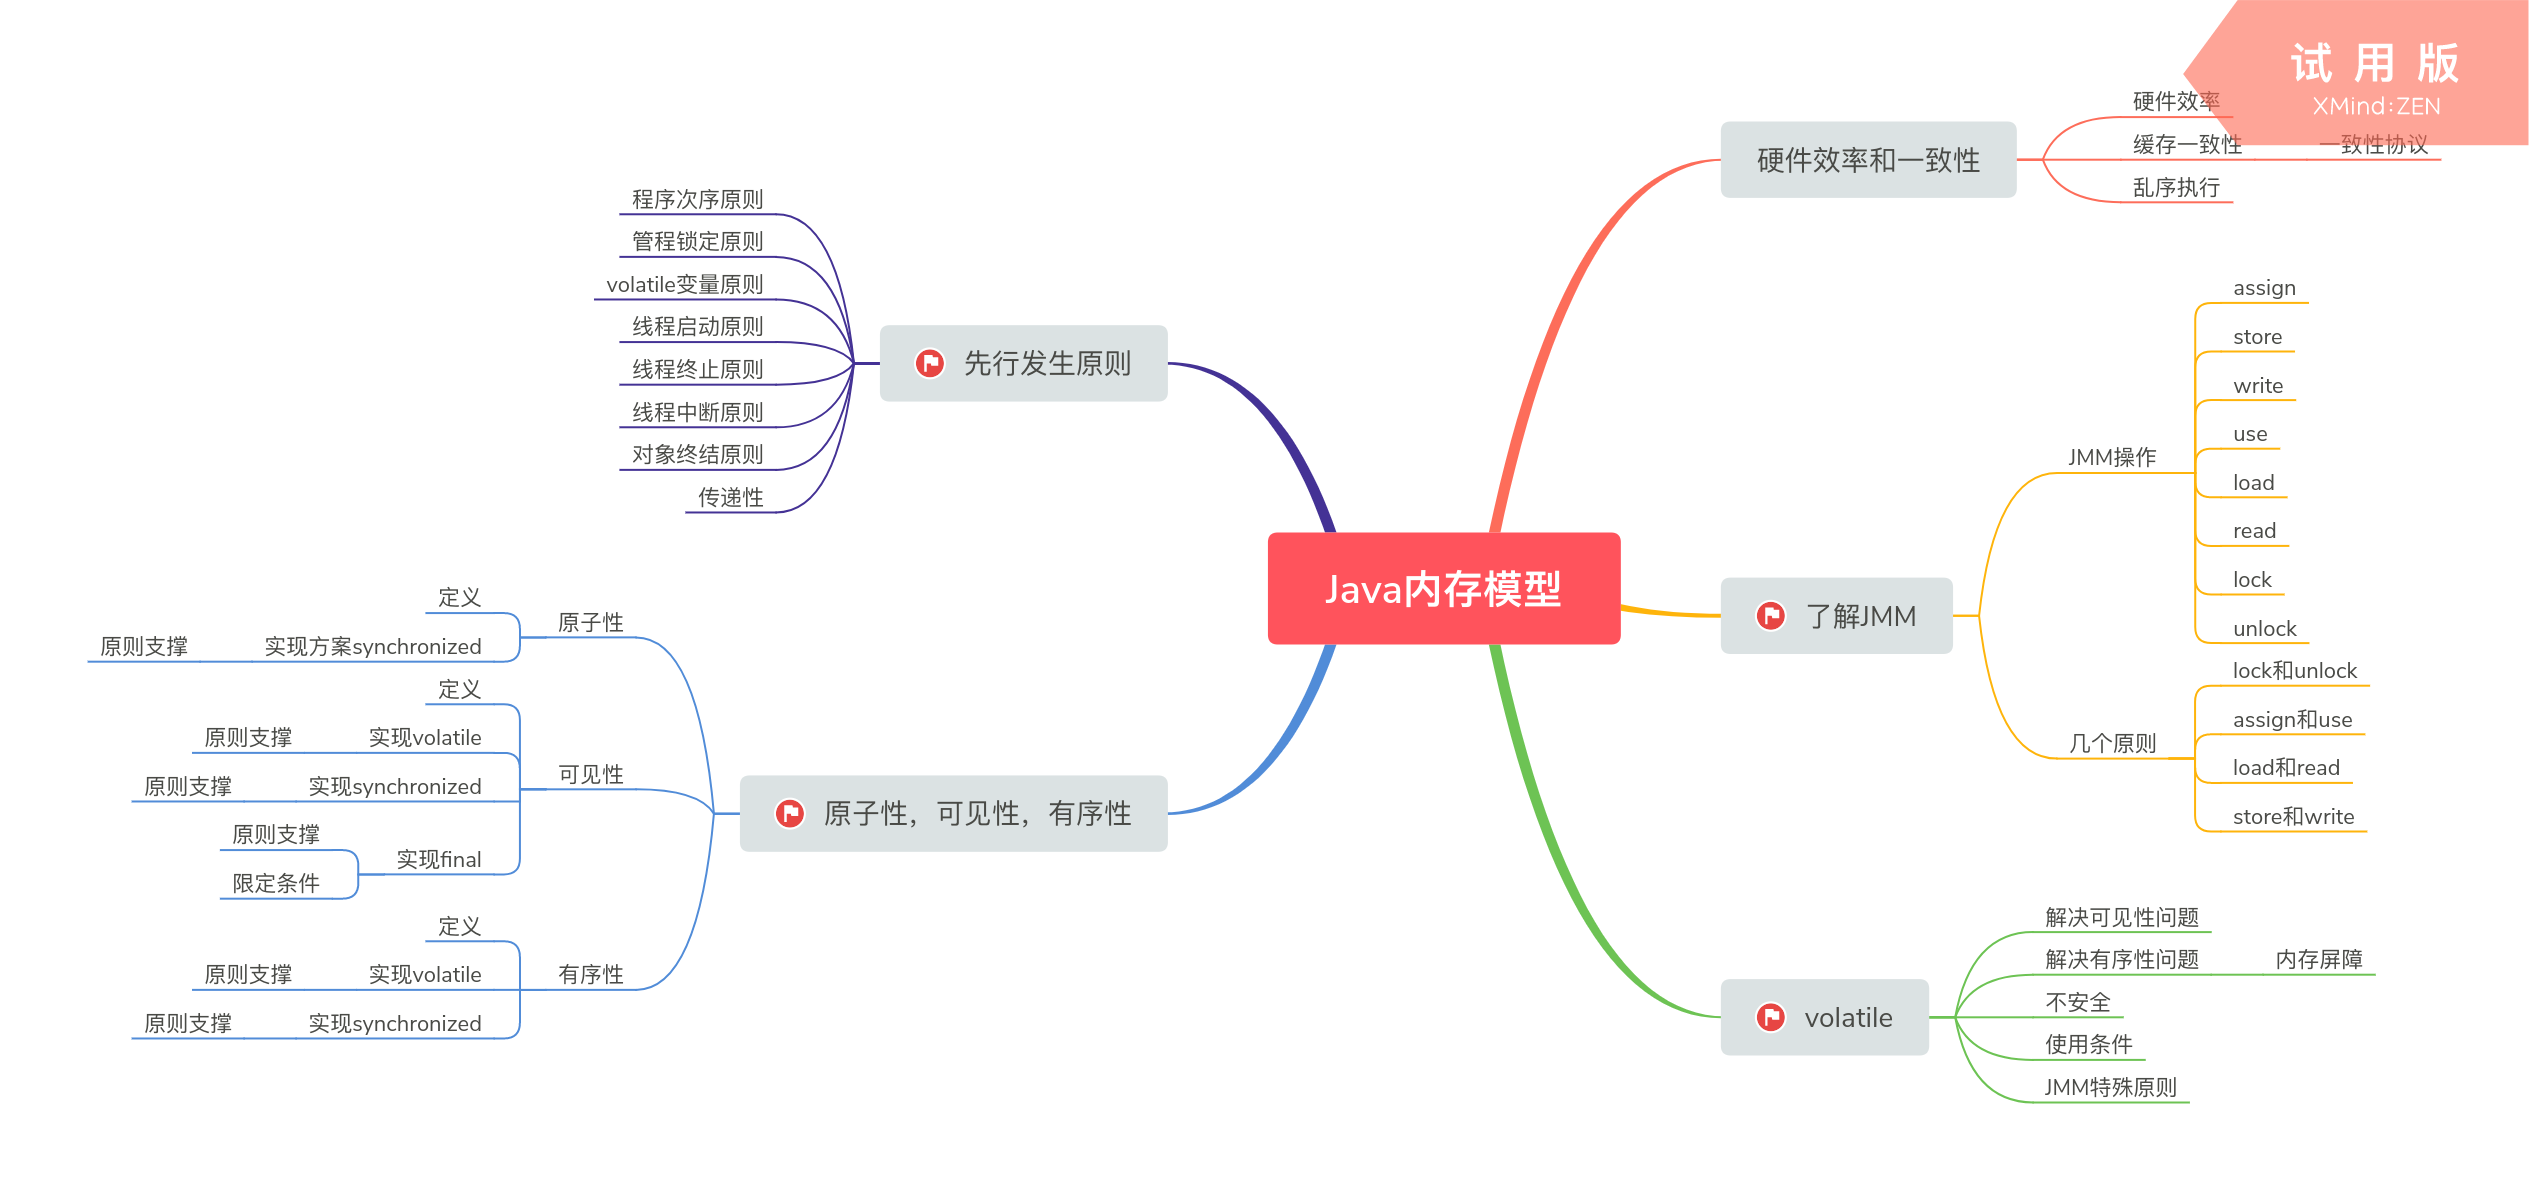 试用版
XMind:ZEN
Java内存模型
硬件效率和一致性
硬件效率
缓存一致性
一致性协议
乱序执行
了解JMM
JMM操作
assign
store
write
use
load
read
lock
unlock
几个原则
lock和unlock
assign和use
load和read
store和write
volatile
解决可见性问题
解决有序性问题
内存屏障
不安全
使用条件
JMM特殊原则
先行发生原则
程序次序原则
管程锁定原则
volatile变量原则
线程启动原则
线程终止原则
线程中断原则
对象终结原则
传递性
原子性，可见性，有序性
原子性
定义
实现方案synchronized
原则支撑
可见性
定义
实现volatile
原则支撑
实现synchronized
原则支撑
实现final
原则支撑
限定条件
有序性
定义
实现volatile
原则支撑
实现synchronized
原则支撑